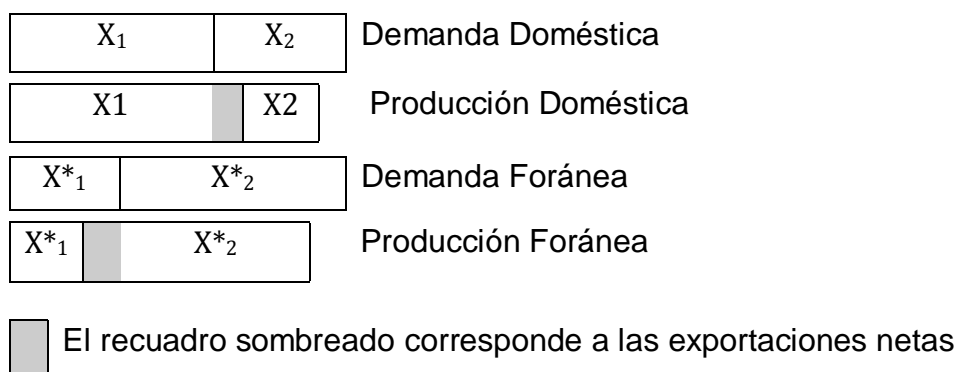 X₁ X₂ Demanda Doméstica
X1 X2 Producción Doméstica
X*₁ X*₂ Demanda Foránea
X*₁ X*₂ Producción Foránea
El recuadro sombreado corresponde a las exportaciones netas